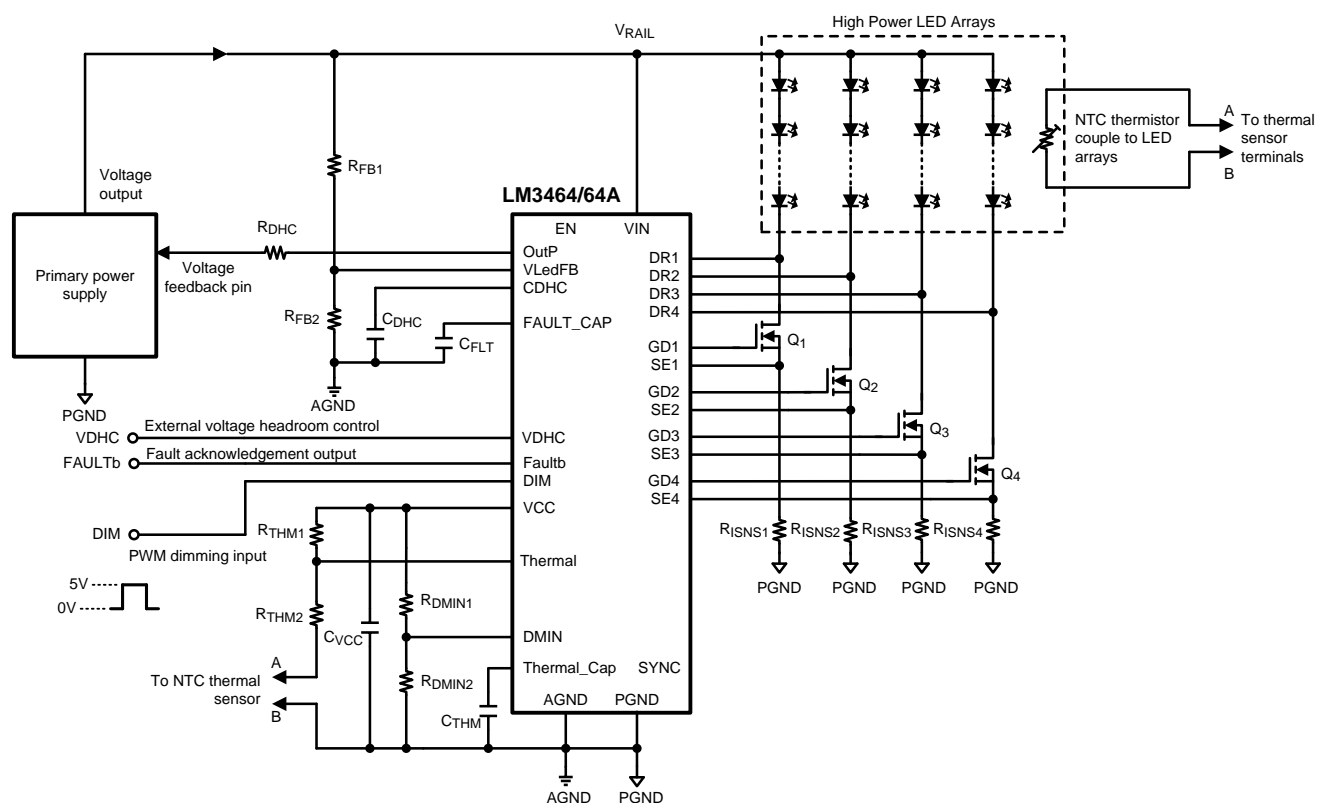 High Power LED Arrays
VRAIL
NTC thermistor
couple to LED
arrays
A
To thermal
sensor
terminals
B
RFB1
Voltage
output
LM3464/64A
EN
VIN
RDHC
OutP
Primary power
supply
Voltage
feedback pin
VLedFB
CDHC
RFB2
CDHC
FAULT_CAP
CFLT
DR1
DR2
DR3
DR4
GD1
SE1
Q1
GD2
SE2
Q2
GD3
SE3
Q3
GD4
SE4
Q4
PGND
AGND
VDHC
External voltage headroom control
VDHC
FAULTb
Fault acknowledgement output
Faultb
DIM
VCC
DIM
PWM dimming input
RTHM1
Thermal
5V
0V
RTHM2
CVCC
RDMIN1
DMIN
RDMIN2
A
To NTC thermal
sensor
B
Thermal_Cap
SYNC
CTHM
AGND
PGND
RISNS1
RISNS2
RISNS3
RISNS4
PGND
PGND
PGND
PGND
AGND
PGND